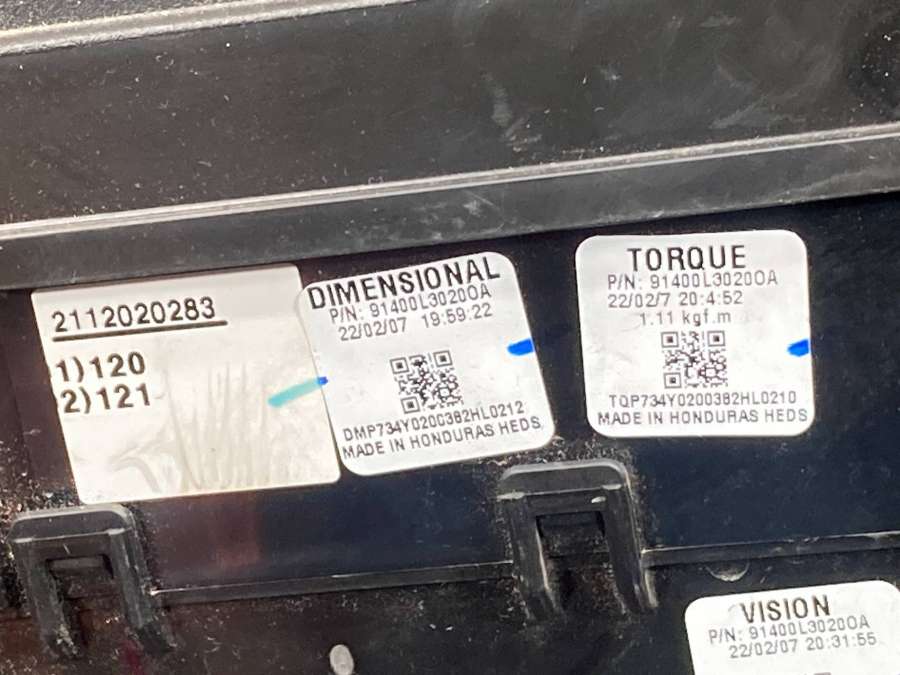 2112020283
1)120
2)121
DIMENSIONAL
P/N: 91400L3020OA
22/02/07 19:59:22
DMP734Y0200382HL0212
MADE IN HONDURAS HEDS
TORQUE
P/N: 91400L3020OA
22/02/7 20:4:52
1.11 kgf.m
TQP734Y0200382HL0210
MADE IN HONDURAS HEDS
VISION
P/N: 91400L3020OA
22/02/07 20:31:55